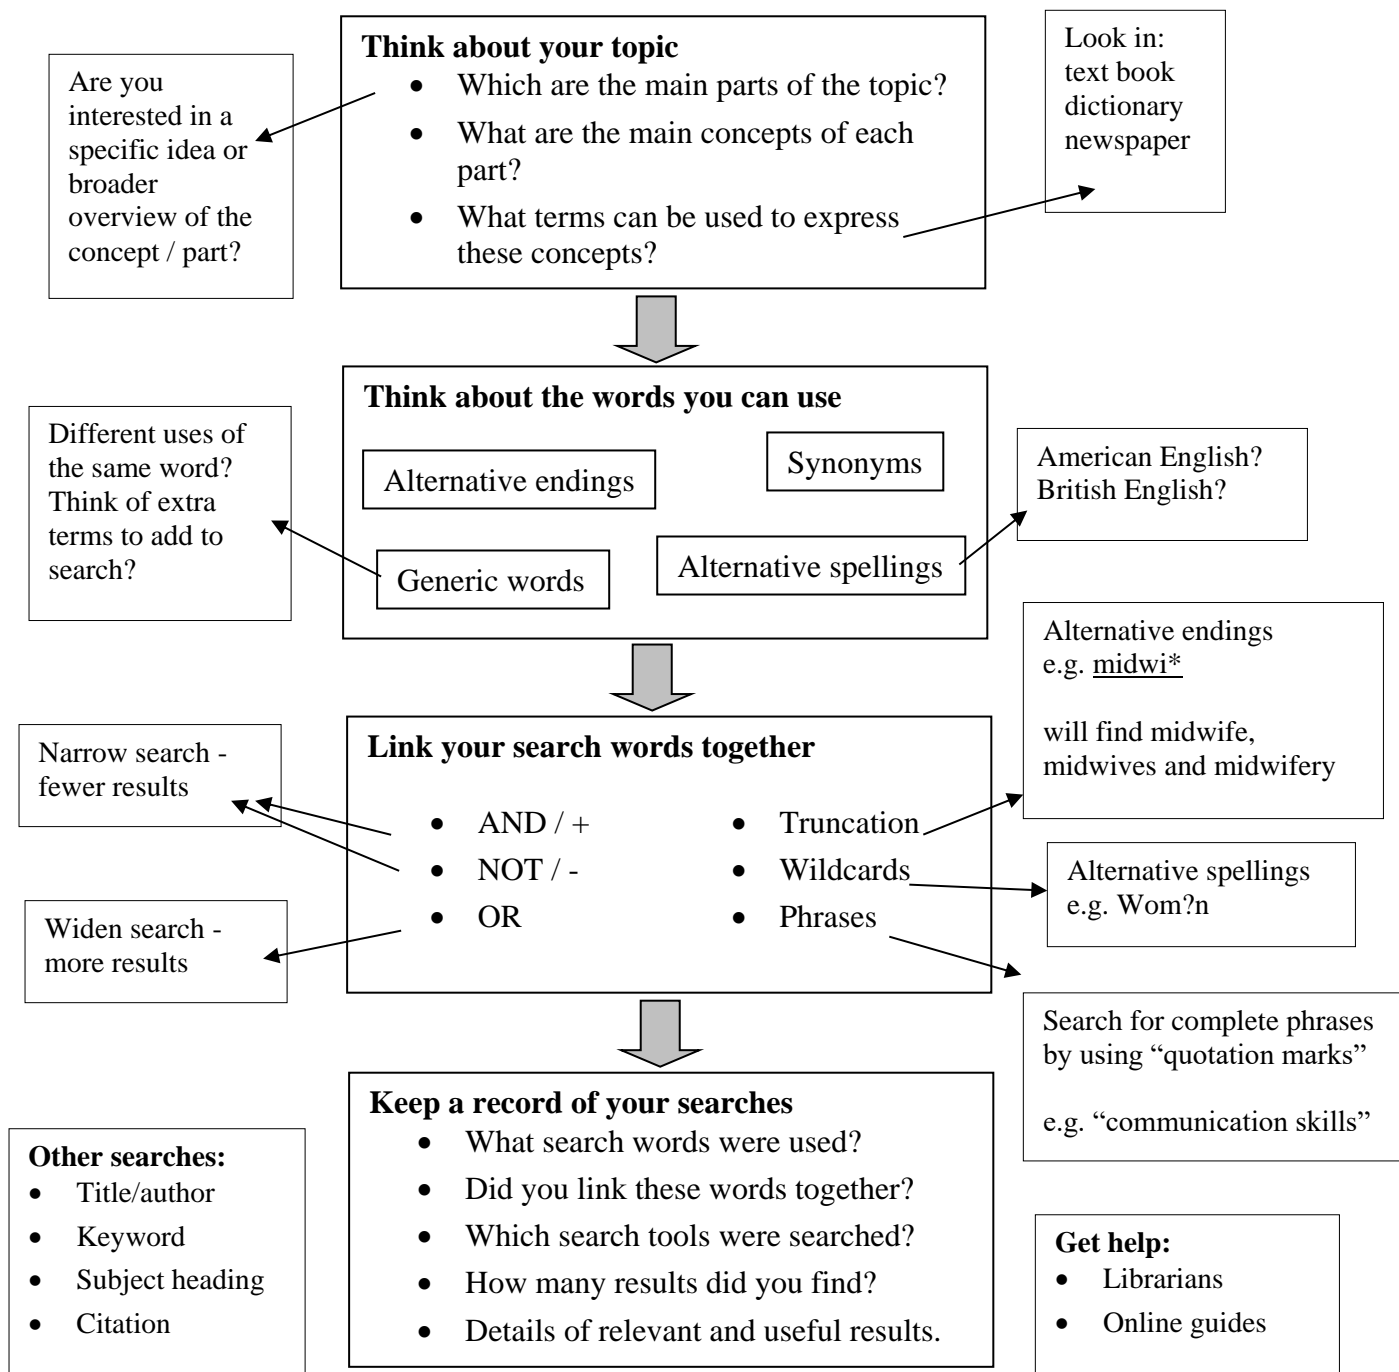 Think about your topic
• Which are the main parts of the topic?
• What are the main concepts of each
part?
• What terms can be used to express
these concepts?
Are you
interested in a
specific idea or
broader
overview of the
concept / part?
Look in:
text book
dictionary
newspaper
Think about the words you can use
Alternative endings
Synonyms
Generic words
Alternative spellings
Different uses of
the same word?
Think of extra
terms to add to
search?
American English?
British English?
Link your search words together
• AND / +
• NOT / -
• OR
• Truncation
• Wildcards
• Phrases
Narrow search -
fewer results
Widen search -
more results
Alternative endings
e.g. midwi*
will find midwife,
midwives and midwifery
Alternative spellings
e.g. Wom?n
Search for complete phrases
by using “quotation marks”
e.g. “communication skills”
Keep a record of your searches
• What search words were used?
• Did you link these words together?
• Which search tools were searched?
• How many results did you find?
• Details of relevant and useful results.
Other searches:
• Title/author
• Keyword
• Subject heading
• Citation
Get help:
• Librarians
• Online guides